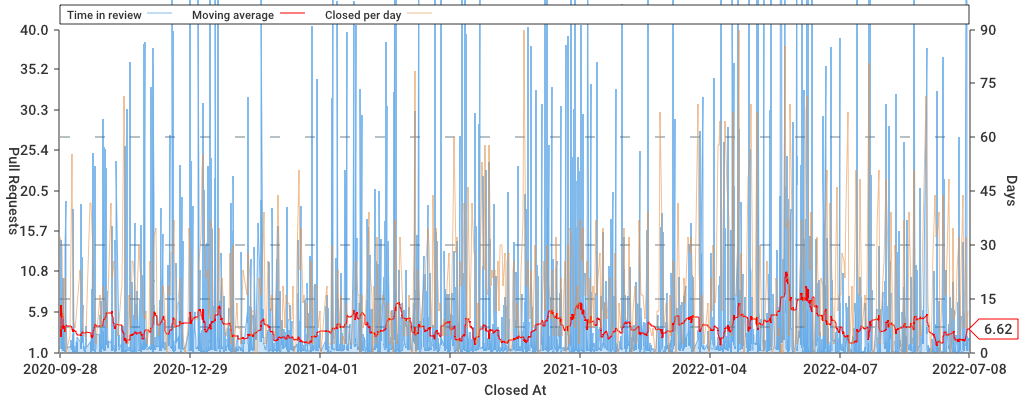 Time in review Moving average Closed per day
40.0 90
35.2 75
30.3 60
25.4
20.5 45
15.7 30
10.8
5.9 15
1.0 0
Pull Requests
Days
6.62
2020-09-28 2020-12-29 2021-04-01 2021-07-03 2021-10-03 2022-01-04 2022-04-07 2022-07-08
Closed At